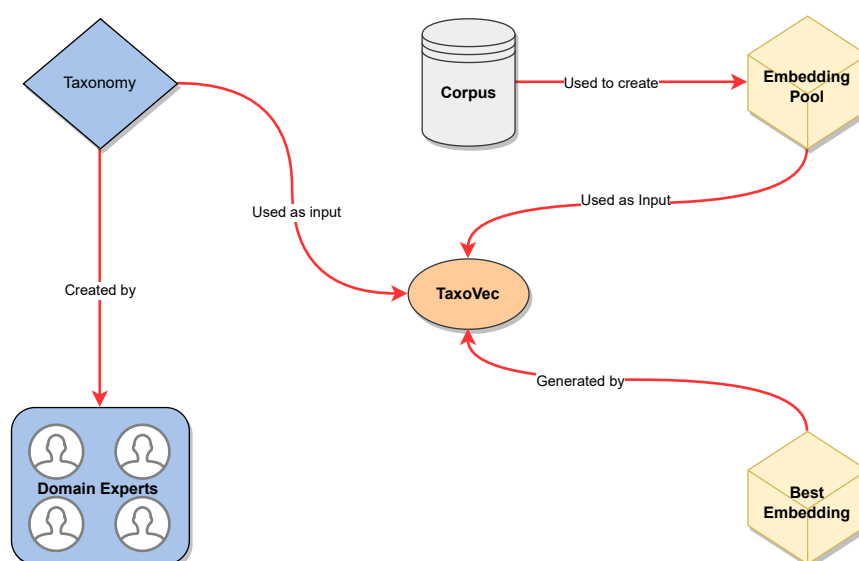 Taxonomy
Corpus
Used to create
Embedding
Pool
Used as input
Used as Input
Created by
TaxoVec
Generated by
Domain Experts
Best
Embedding